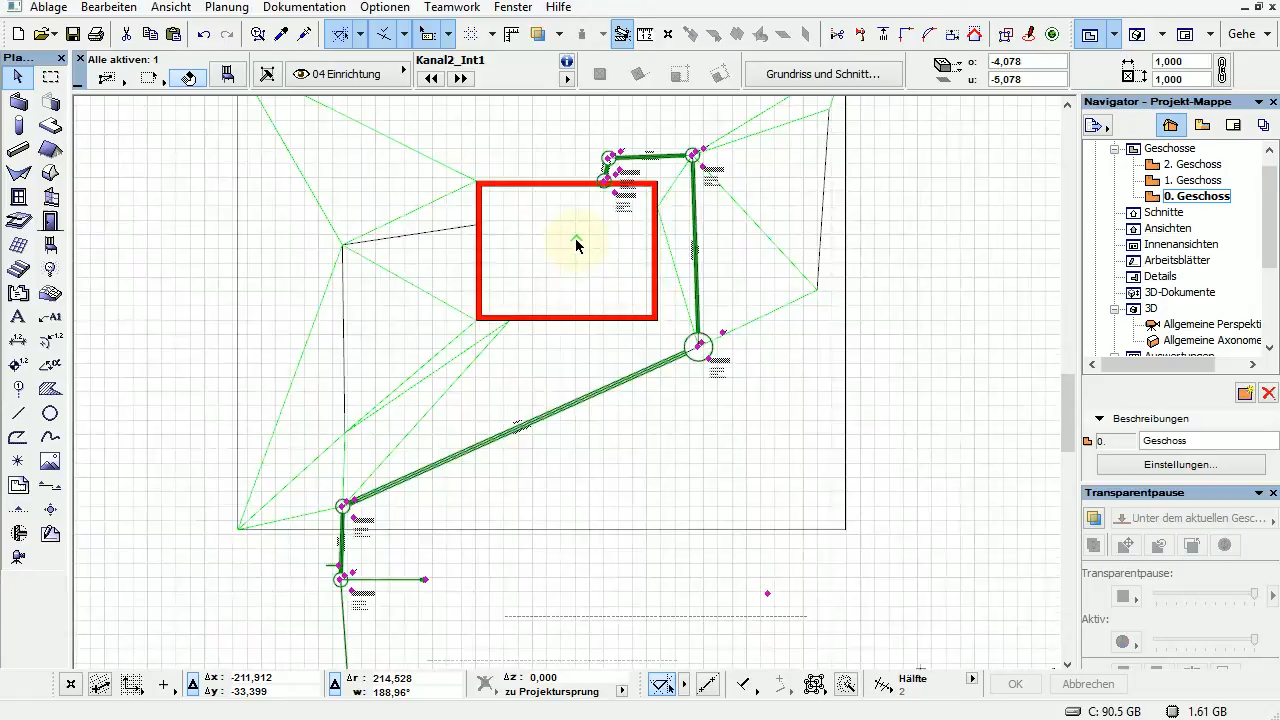 Ablage Bearbeiten Ansicht Planung Dokumentation Optionen Teamwork Fenster Hilfe
Gehe
Pla...
Alle aktiven: 1
04 Einrichtung
Kanal2_Int1
Grundriss und Schnitt...
o: -4,078
u: -5,078
1,000
1,000
Navigator - Projekt-Mappe
Geschosse
2. Geschoss
1. Geschoss
0. Geschoss
Schnitte
Ansichten
Innenansichten
Arbeitsblätter
Details
3D-Dokumente
3D
Allgemeine Perspekti
Allgemeine Axonome
Beschreibungen
0. Geschoss
Einstellungen...
Transparentpause
Unter dem aktuellen Gesc...
Transparentpause:
Aktiv:
Δx: -211,912
Δy: -33,399
Δr: 214,528
w: 188,96°
Δz: 0,000
zu Projektursprung
Hälfte
2
OK
Abbrechen
C: 90.5 GB
1.61 GB